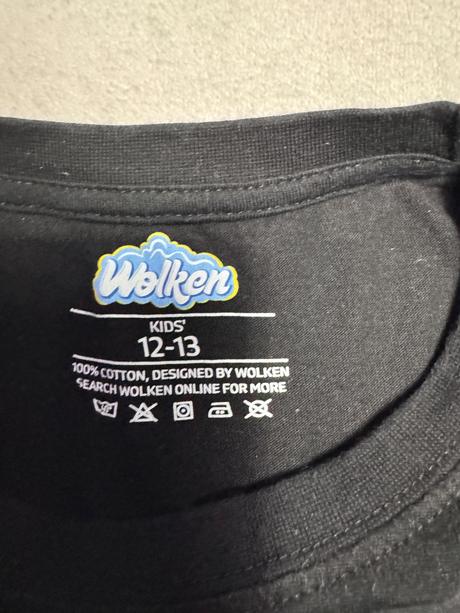 Wolken
KIDS'
12-13
100% COTTON, DESIGNED BY WOLKEN
SEARCH WOLKEN ONLINE FOR MORE